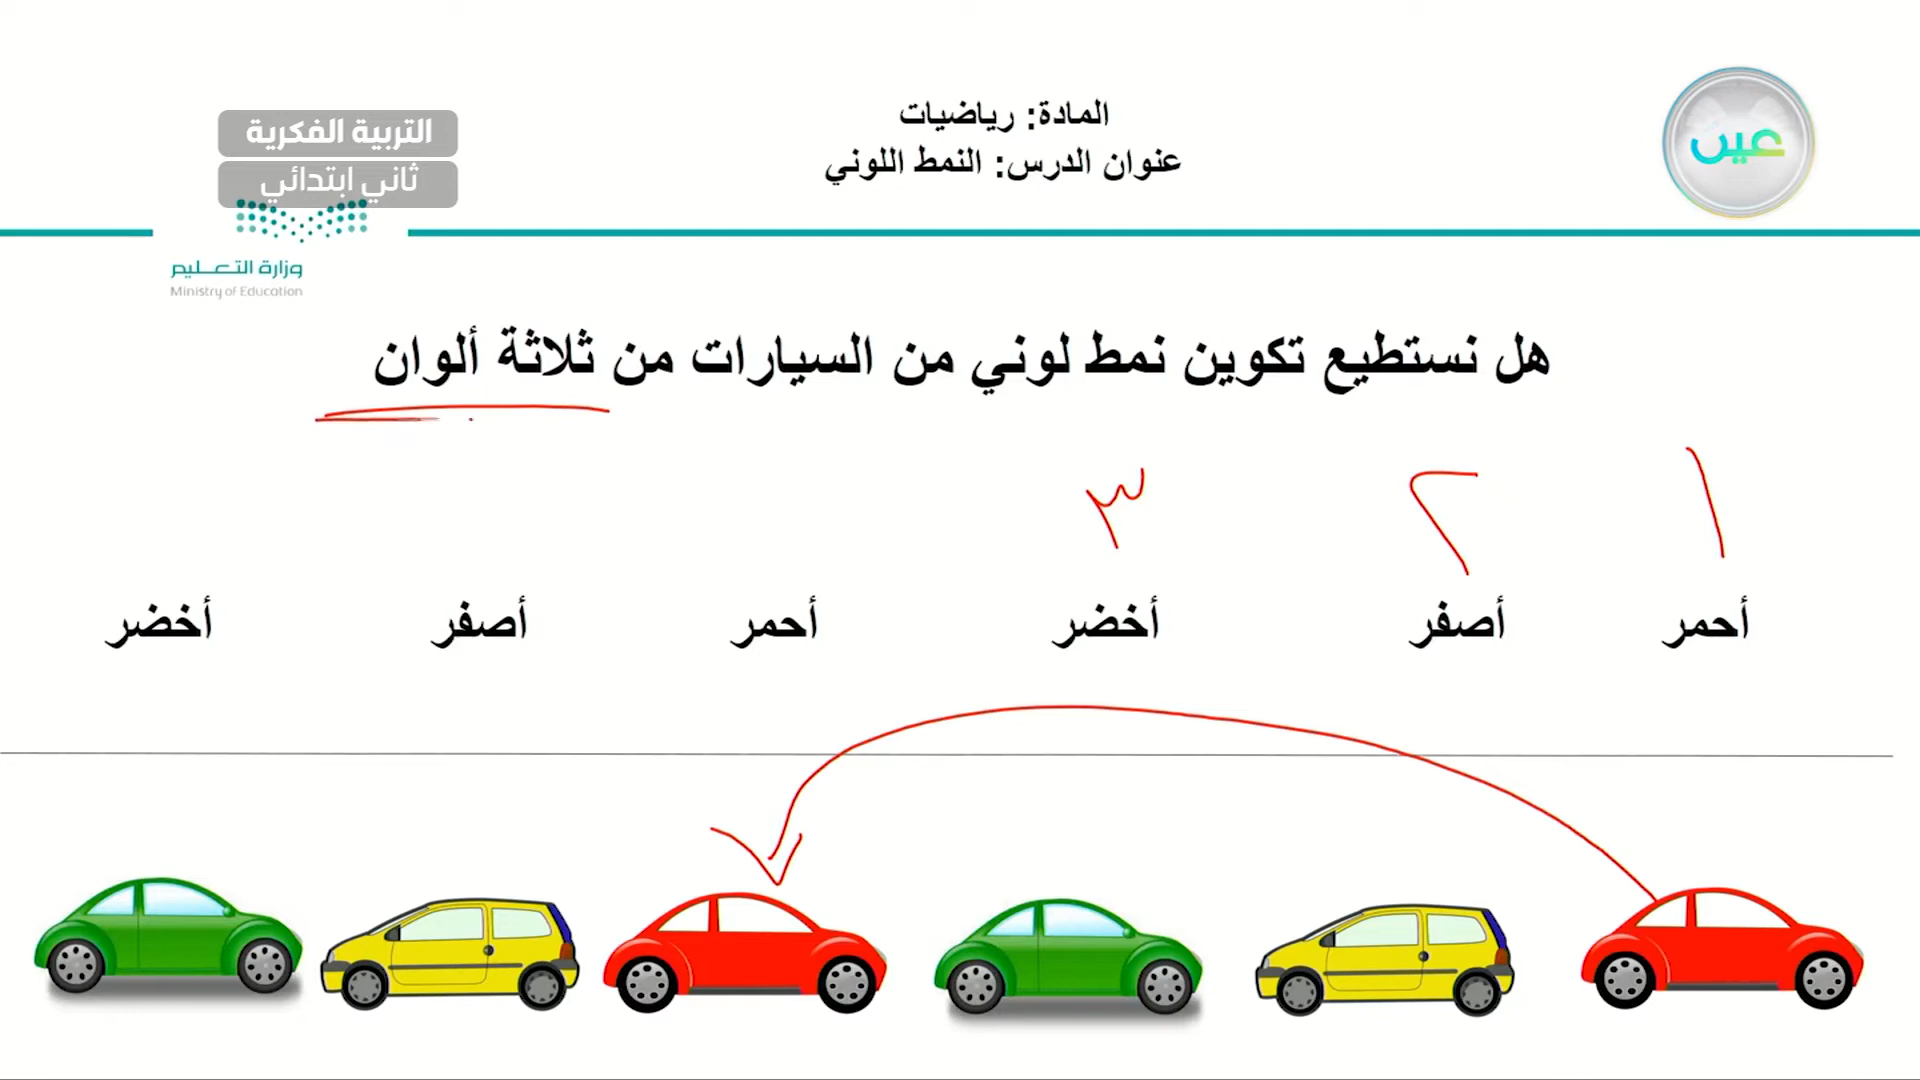 المادة: رياضيات
عنوان الدرس: النمط اللوني
عين
التربية الفكرية
ثاني ابتدائي
وزارة التعليم
Ministry of Education
هل نستطيع تكوين نمط لوني من السيارات من ثلاثة ألوان
١ ٢ ٣
أحمر أصفر أخضر أحمر أصفر أخضر